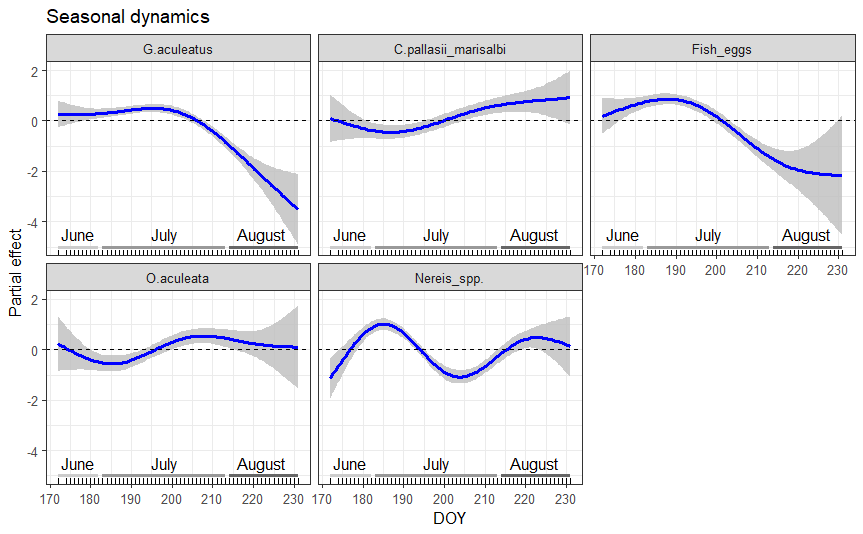 Seasonal dynamics
G.aculeatus
C.pallasii_marisalbi
Fish_eggs
2
0
-2
-4
June July August
June July August
June July August
170 180 190 200 210 220 230
O.aculeata
Nereis_spp.
2
0
-2
-4
June July August
June July August
170 180 190 200 210 220 230
170 180 190 200 210 220 230
Partial effect
DOY